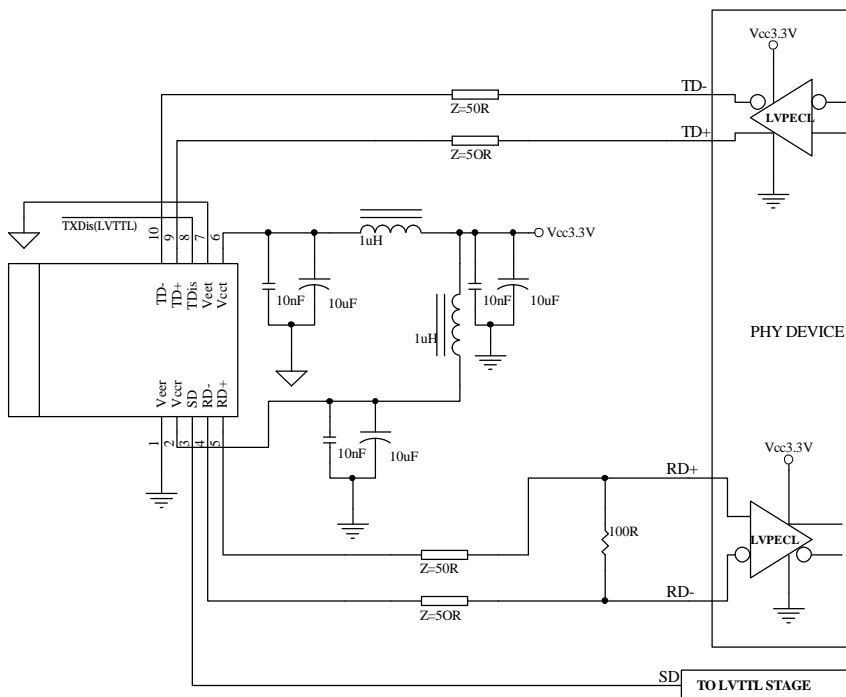 Vcc3.3V
TD-
Z=50R
LVPECL
TD+
Z=5OR
TXDis(LVTTL)
10
9
8
7
6
1uH
Vcc3.3V
TD-
TD+
TDis
Veet
Vcct
10nF
10uF
10nF
10uF
1uH
PHY DEVICE
Veer
Vccr
SD
RD-
RD+
1
2
3
4
5
10nF
10uF
Vcc3.3V
RD+
100R
LVPECL
Z=50R
RD-
Z=5OR
SD
TO LVTTL STAGE